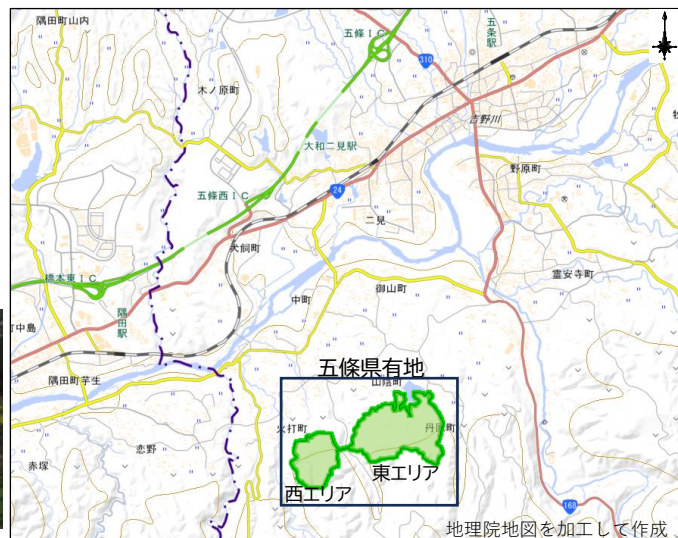 隅田町山内
五條IC
五条駅
310
木ノ原町
吉野川
大和二見駅
野原町
五條西IC
24
二見
犬飼町
霊安寺町
橋本東IC
中町
御山町
隅田駅
町中島
五條県有地
隅田町芋生
山陰町
火打町
丹原町
恋野
赤塚
東エリア
西エリア
168
地理院地図を加工して作成